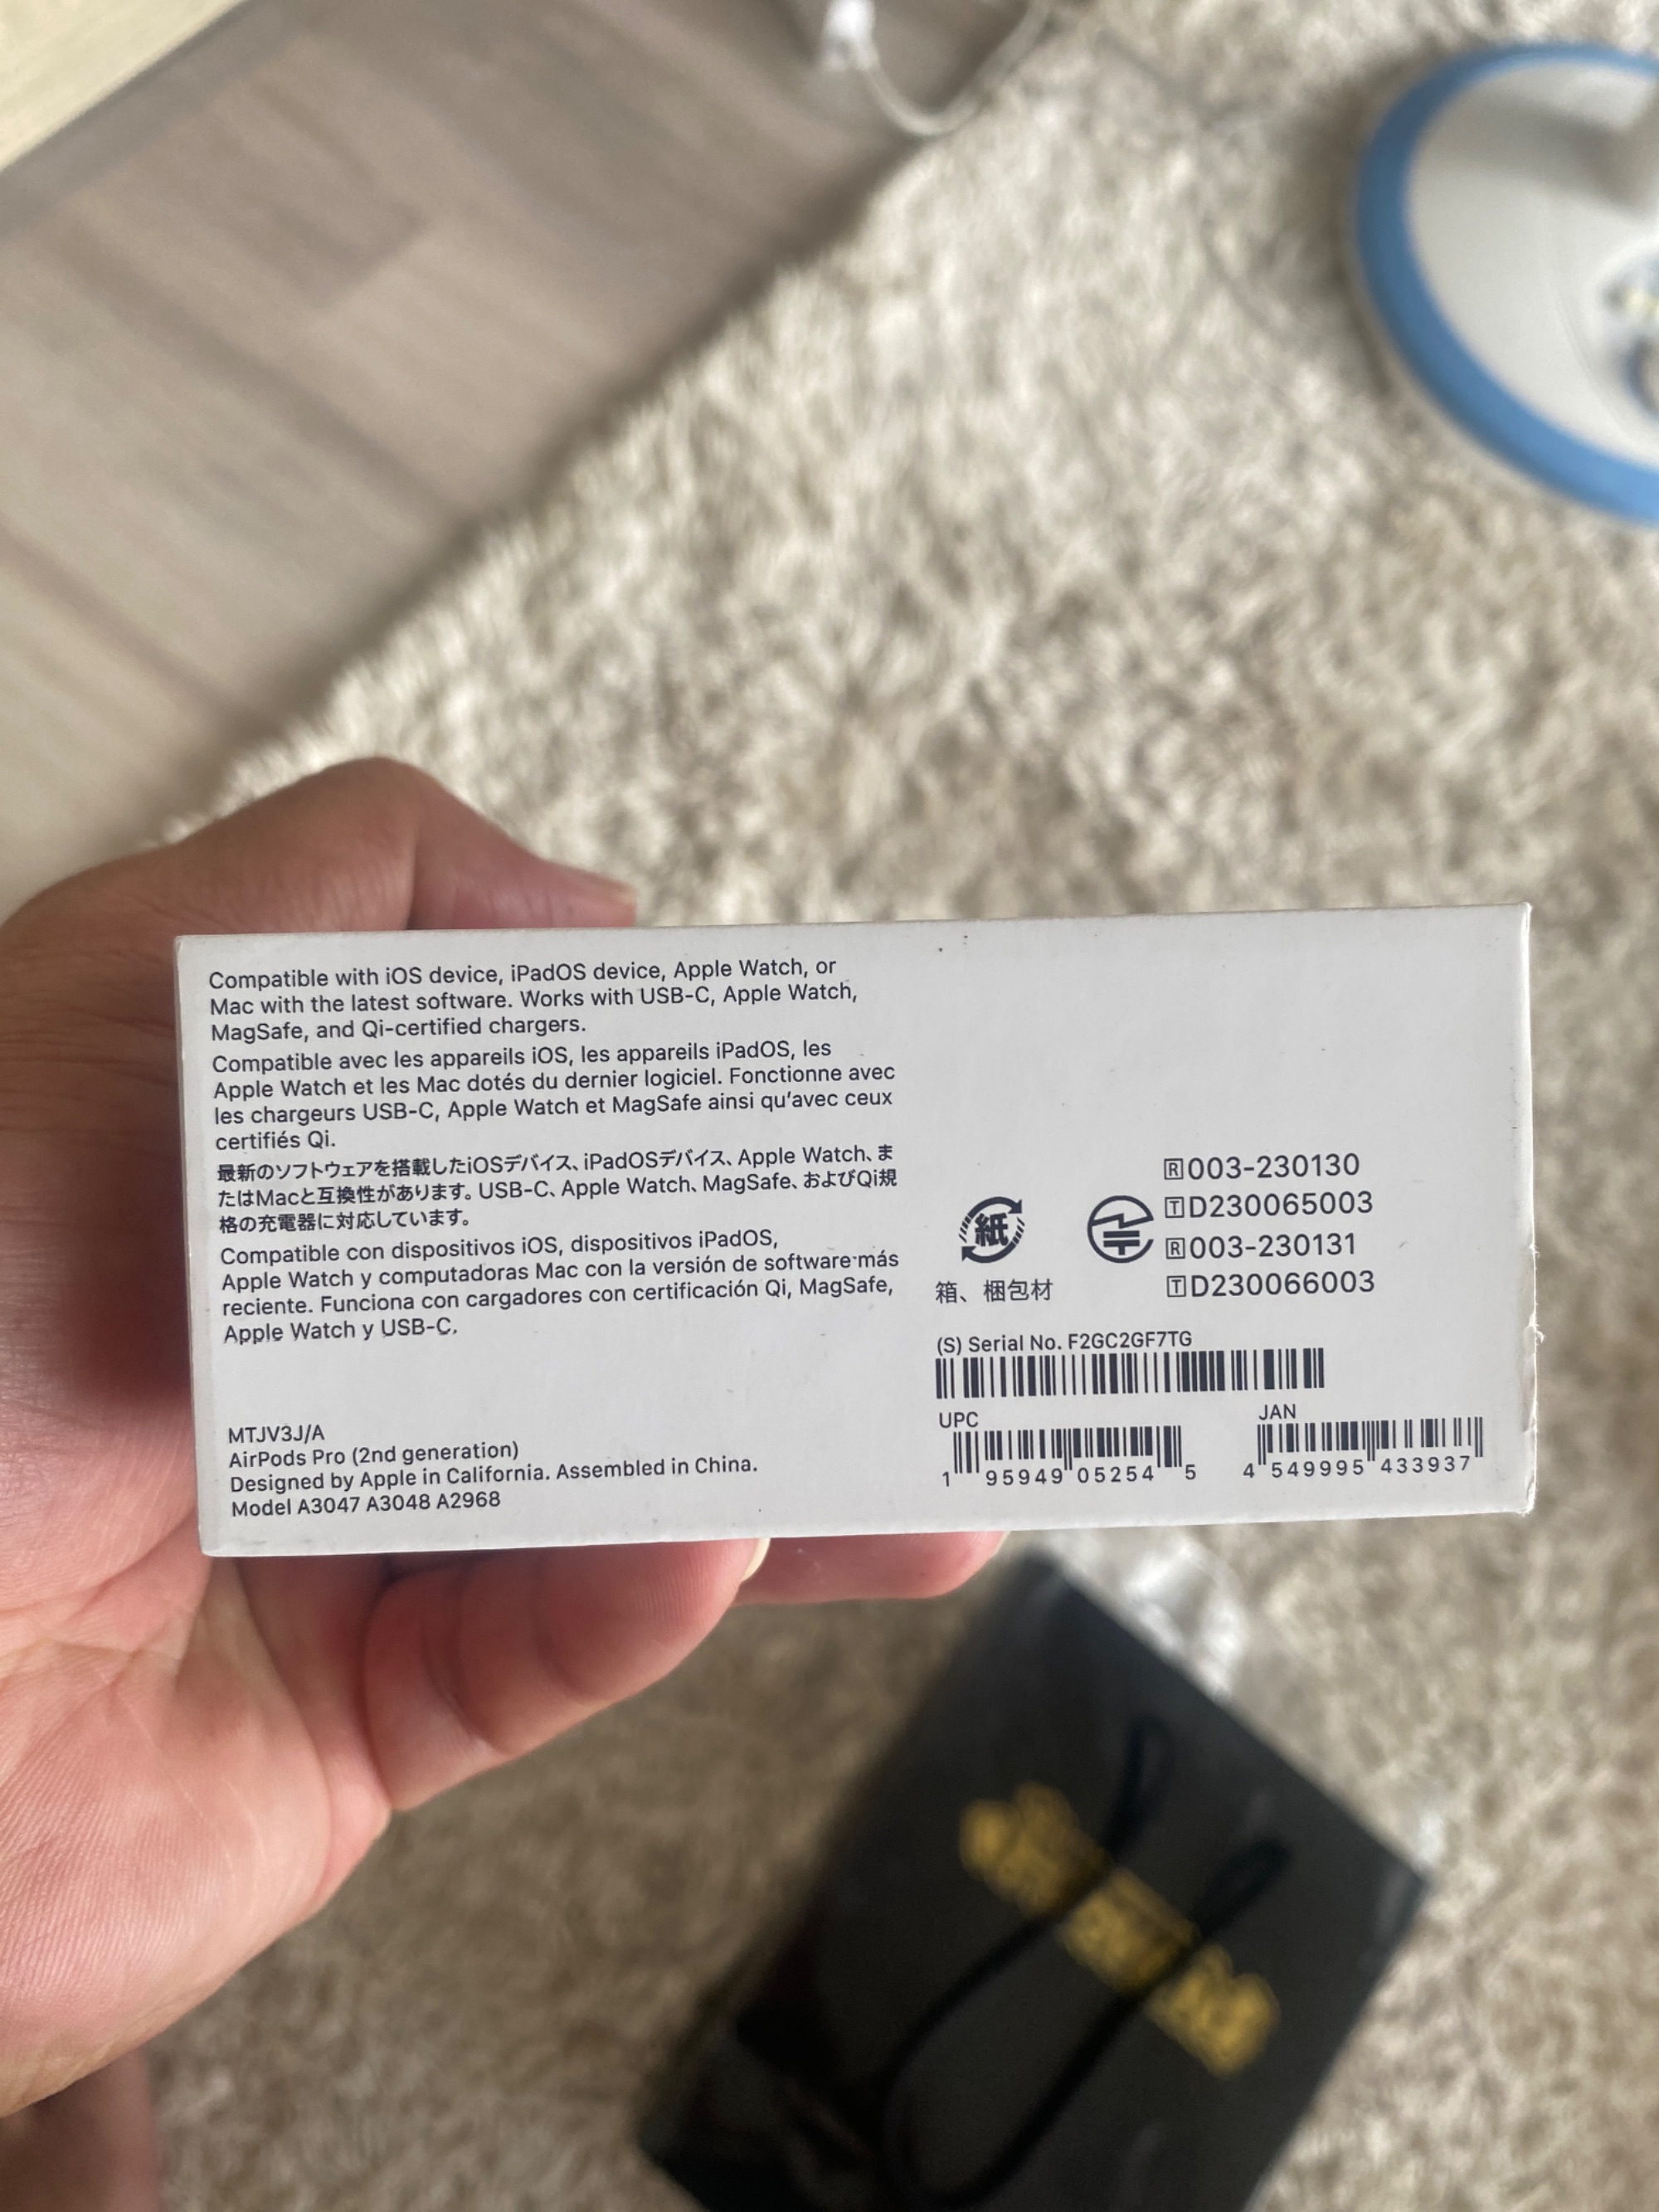 Compatible with iOS device, iPadOS device, Apple Watch, or
Mac with the latest software. Works with USB-C, Apple Watch,
MagSafe, and Qi-certified chargers.
Compatible avec les appareils iOS, les appareils iPadOS, les
Apple Watch et les Mac dotés du dernier logiciel. Fonctionne avec
les chargeurs USB-C, Apple Watch et MagSafe ainsi qu'avec ceux
certifiés Qi.
最新のソフトウェアを搭載したiOSデバイス、iPadOSデバイス、Apple Watch、ま
たはMacと互換性があります。USB-C、Apple Watch、MagSafe、およびQi規
格の充電器に対応しています。
Compatible con dispositivos iOS, dispositivos iPadOS,
Apple Watch y computadoras Mac con la versión de software más
reciente. Funciona con cargadores con certificación Qi, MagSafe,
Apple Watch y USB-C.
MTJV3J/A
AirPods Pro (2nd generation)
Designed by Apple in California. Assembled in China.
Model A3047 A3048 A2968
紙
箱、梱包材
R 003-230130
T D230065003
R 003-230131
T D230066003
(S) Serial No. F2GC2GF7TG
UPC
1 95949 05254 5
JAN
4 549995 433937